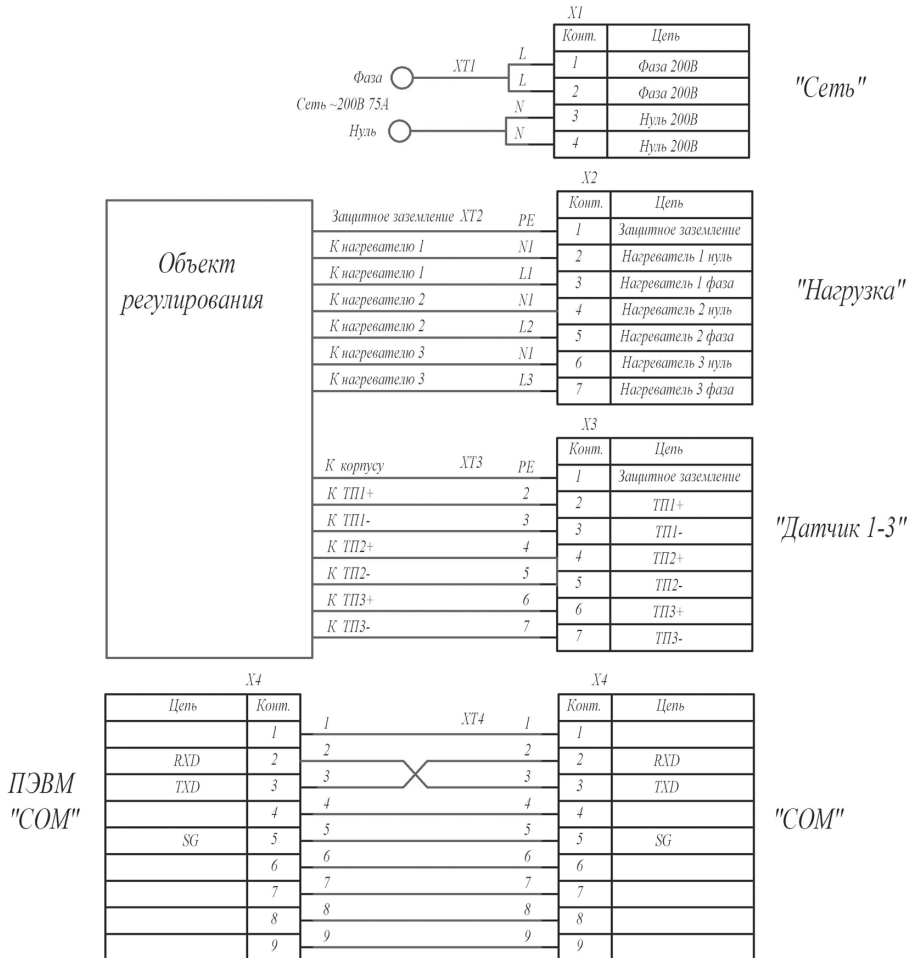 X1
Конт. Цепь
L 1 Фаза 200В
Фаза XT1 L 2 Фаза 200В
"Сеть"
Сеть ~200В 75А
N 3 Нуль 200В
Нуль N 4 Нуль 200В
X2
Конт. Цепь
Защитное заземление XT2 PE 1 Защитное заземление
К нагревателю 1 N1 2 Нагреватель 1 нуль
К нагревателю 1 L1 3 Нагреватель 1 фаза
К нагревателю 2 N1 4 Нагреватель 2 нуль
К нагревателю 2 L2 5 Нагреватель 2 фаза
К нагревателю 3 N1 6 Нагреватель 3 нуль
К нагревателю 3 L3 7 Нагреватель 3 фаза
Объект
регулирования
"Нагрузка"
X3
Конт. Цепь
К корпусу XT3 PE 1 Защитное заземление
К ТП1+ 2 2 ТП1+
К ТП1- 3 3 ТП1-
К ТП2+ 4 4 ТП2+
К ТП2- 5 5 ТП2-
К ТП3+ 6 6 ТП3+
К ТП3- 7 7 ТП3-
"Датчик 1-3"
X4 X4
Цепь Конт. Конт. Цепь
1 1 XT4 1 1
RXD 2 2 2 2 RXD
TXD 3 3 3 3 TXD
4 4 4 4
SG 5 5 5 5 SG
6 6 6 6
7 7 7 7
8 8 8 8
9 9 9 9
ПЭВМ
"COM"
"COM"